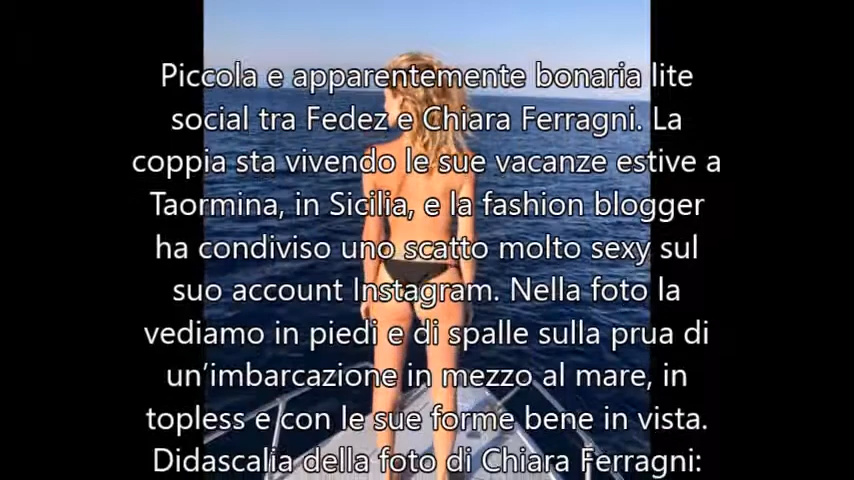 Piccola e apparentemente bonaria lite
social tra Fedez e Chiara Ferragni. La
coppia sta vivendo le sue vacanze estive a
Taormina, in Sicilia, e la fashion blogger
ha condiviso uno scatto molto sexy sul
suo account Instagram. Nella foto la
vediamo in piedi e di spalle sulla prua di
un’imbarcazione in mezzo al mare, in
topless e con le sue forme bene in vista.
Didascalia della foto di Chiara Ferragni: